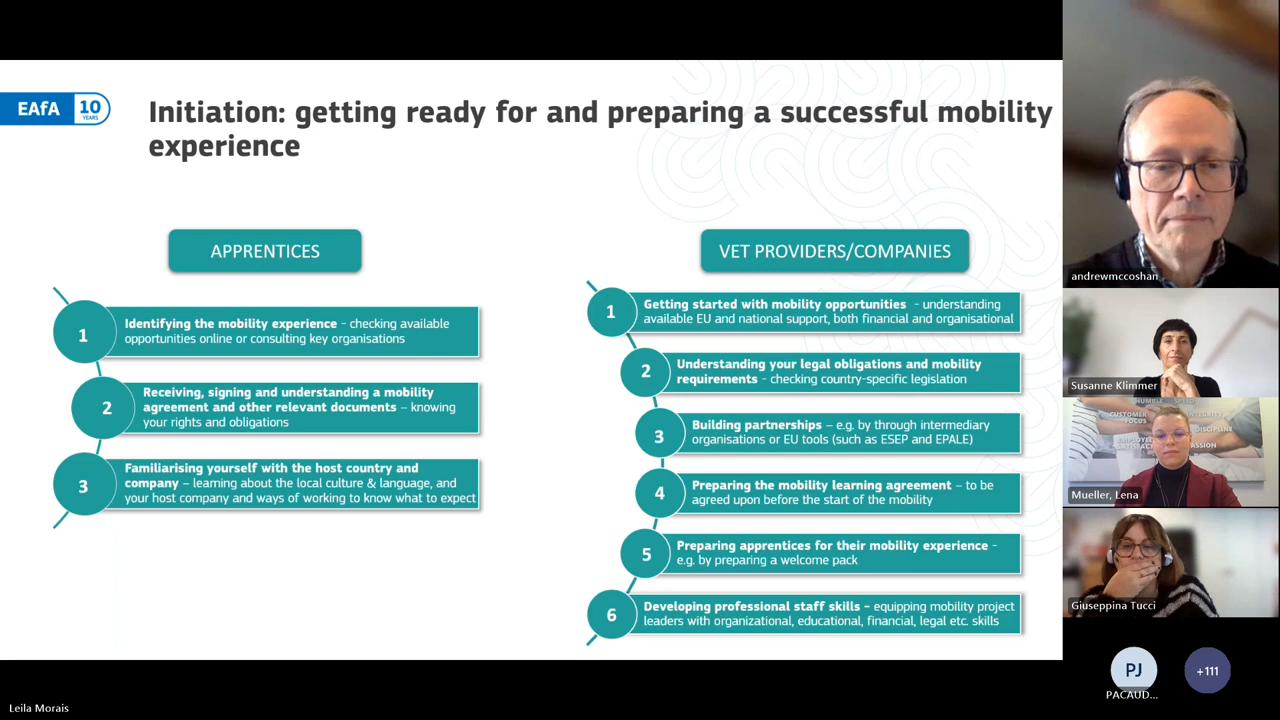 EAfA 10
YEARS
Initiation: getting ready for and preparing a successful mobility
experience
APPRENTICES
1
Identifying the mobility experience - checking available
opportunities online or consulting key organisations
2
Receiving, signing and understanding a mobility
agreement and other relevant documents – knowing
your rights and obligations
3
Familiarising yourself with the host country and
company – learning about the local culture & language, and
your host company and ways of working to know what to expect
VET PROVIDERS/COMPANIES
1
Getting started with mobility opportunities - understanding
available EU and national support, both financial and organisational
2
Understanding your legal obligations and mobility
requirements - checking country-specific legislation
3
Building partnerships – e.g. by through intermediary
organisations or EU tools (such as ESEP and EPALE)
4
Preparing the mobility learning agreement – to be
agreed upon before the start of the mobility
5
Preparing apprentices for their mobility experience -
e.g. by preparing a welcome pack
6
Developing professional staff skills – equipping mobility project
leaders with organizational, educational, financial, legal etc. skills
andrewmccoshan
Susanne Klimmer
HUMBLE
CUSTOMER
FOCUS
INTEGRITY
DISCIPLINE
Mueller, Lena
Giuseppina Tucci
PJ
+111
PACAUD...
Leila Morais